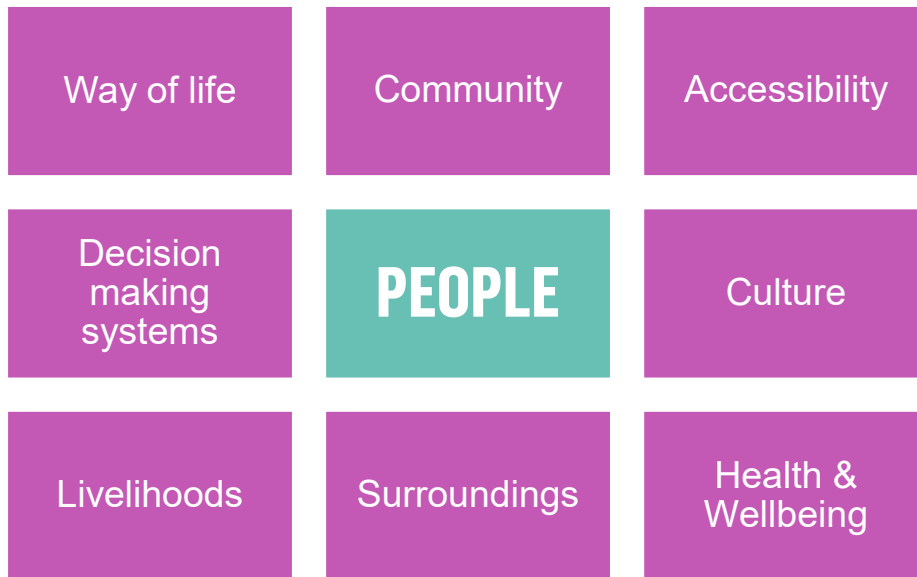 Way of life
Community
Accessibility
Decision
making
systems
PEOPLE
Culture
Livelihoods
Surroundings
Health &
Wellbeing